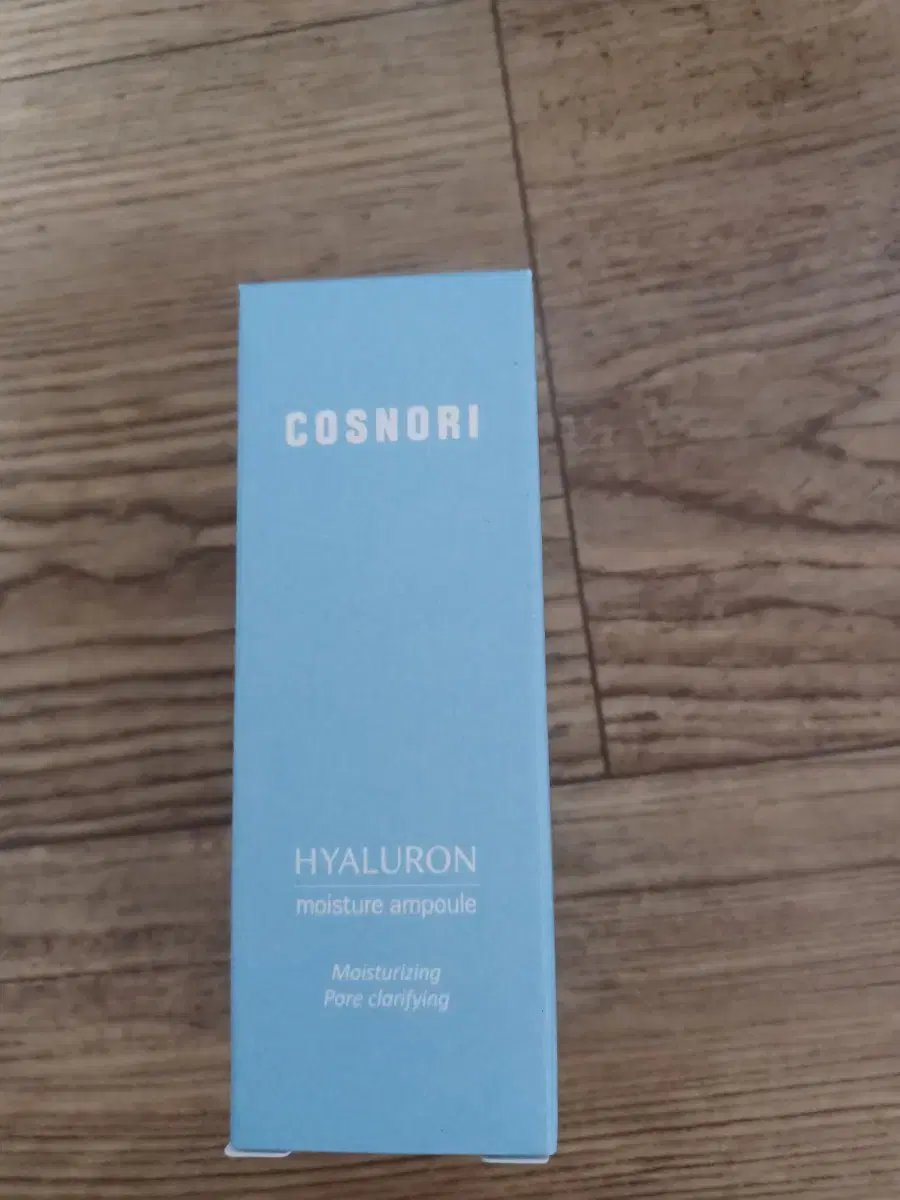 COSNORI
HYALURON
moisture ampoule
Moisturizing
Pore clarifying